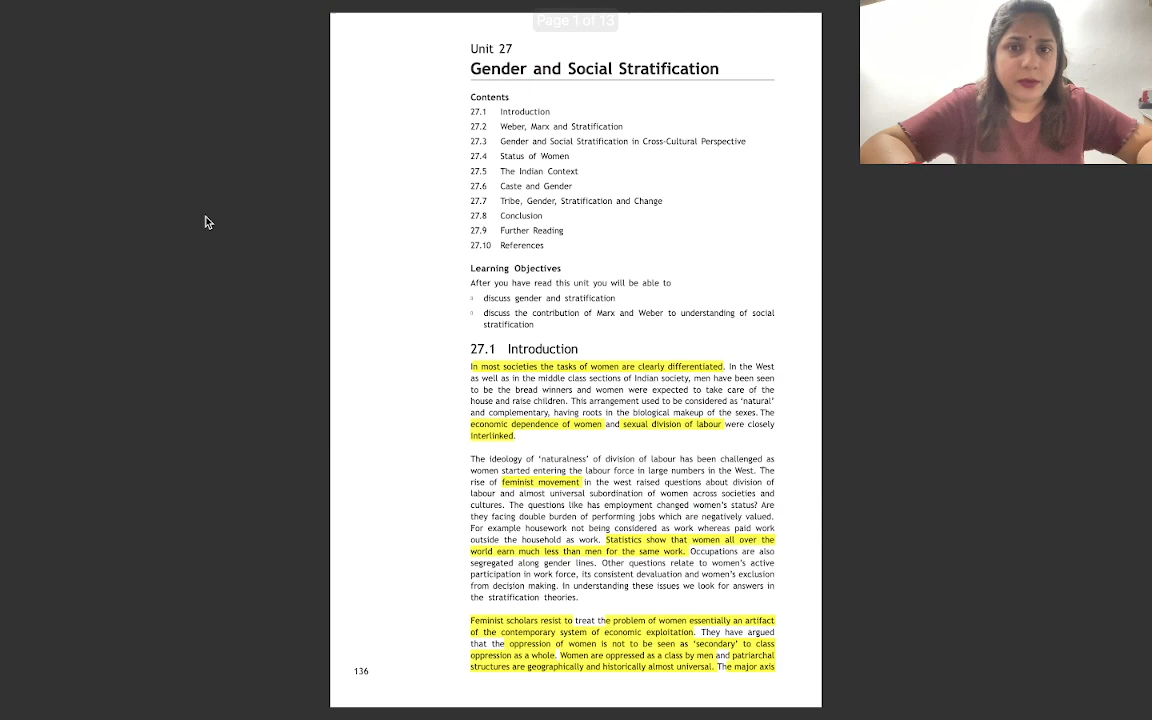 Page 1 of 13
Unit 27
Gender and Social Stratification
Contents
27.1 Introduction
27.2 Weber, Marx and Stratification
27.3 Gender and Social Stratification in Cross-Cultural Perspective
27.4 Status of Women
27.5 The Indian Context
27.6 Caste and Gender
27.7 Tribe, Gender, Stratification and Change
27.8 Conclusion
27.9 Further Reading
27.10 References
Learning Objectives
After you have read this unit you will be able to
discuss gender and stratification
discuss the contribution of Marx and Weber to understanding of social
stratification
27.1 Introduction
In most societies the tasks of women are clearly differentiated. In the West
as well as in the middle class sections of Indian society, men have been seen
to be the bread winners and women were expected to take care of the
house and raise children. This arrangement used to be considered as ‘natural’
and complementary, having roots in the biological makeup of the sexes. The
economic dependence of women and sexual division of labour were closely
interlinked.
The ideology of ‘naturalness’ of division of labour has been challenged as
women started entering the labour force in large numbers in the West. The
rise of feminist movement in the west raised questions about division of
labour and almost universal subordination of women across societies and
cultures. The questions like has employment changed women’s status? Are
they facing double burden of performing jobs which are negatively valued.
For example housework not being considered as work whereas paid work
outside the household as work. Statistics show that women all over the
world earn much less than men for the same work. Occupations are also
segregated along gender lines. Other questions relate to women’s active
participation in work force, its consistent devaluation and women’s exclusion
from decision making. In understanding these issues we look for answers in
the stratification theories.
Feminist scholars resist to treat the problem of women essentially an artifact
of the contemporary system of economic exploitation. They have argued
that the oppression of women is not to be seen as ‘secondary’ to class
oppression as a whole. Women are oppressed as a class by men and patriarchal
structures are geographically and historically almost universal. The major axis
136